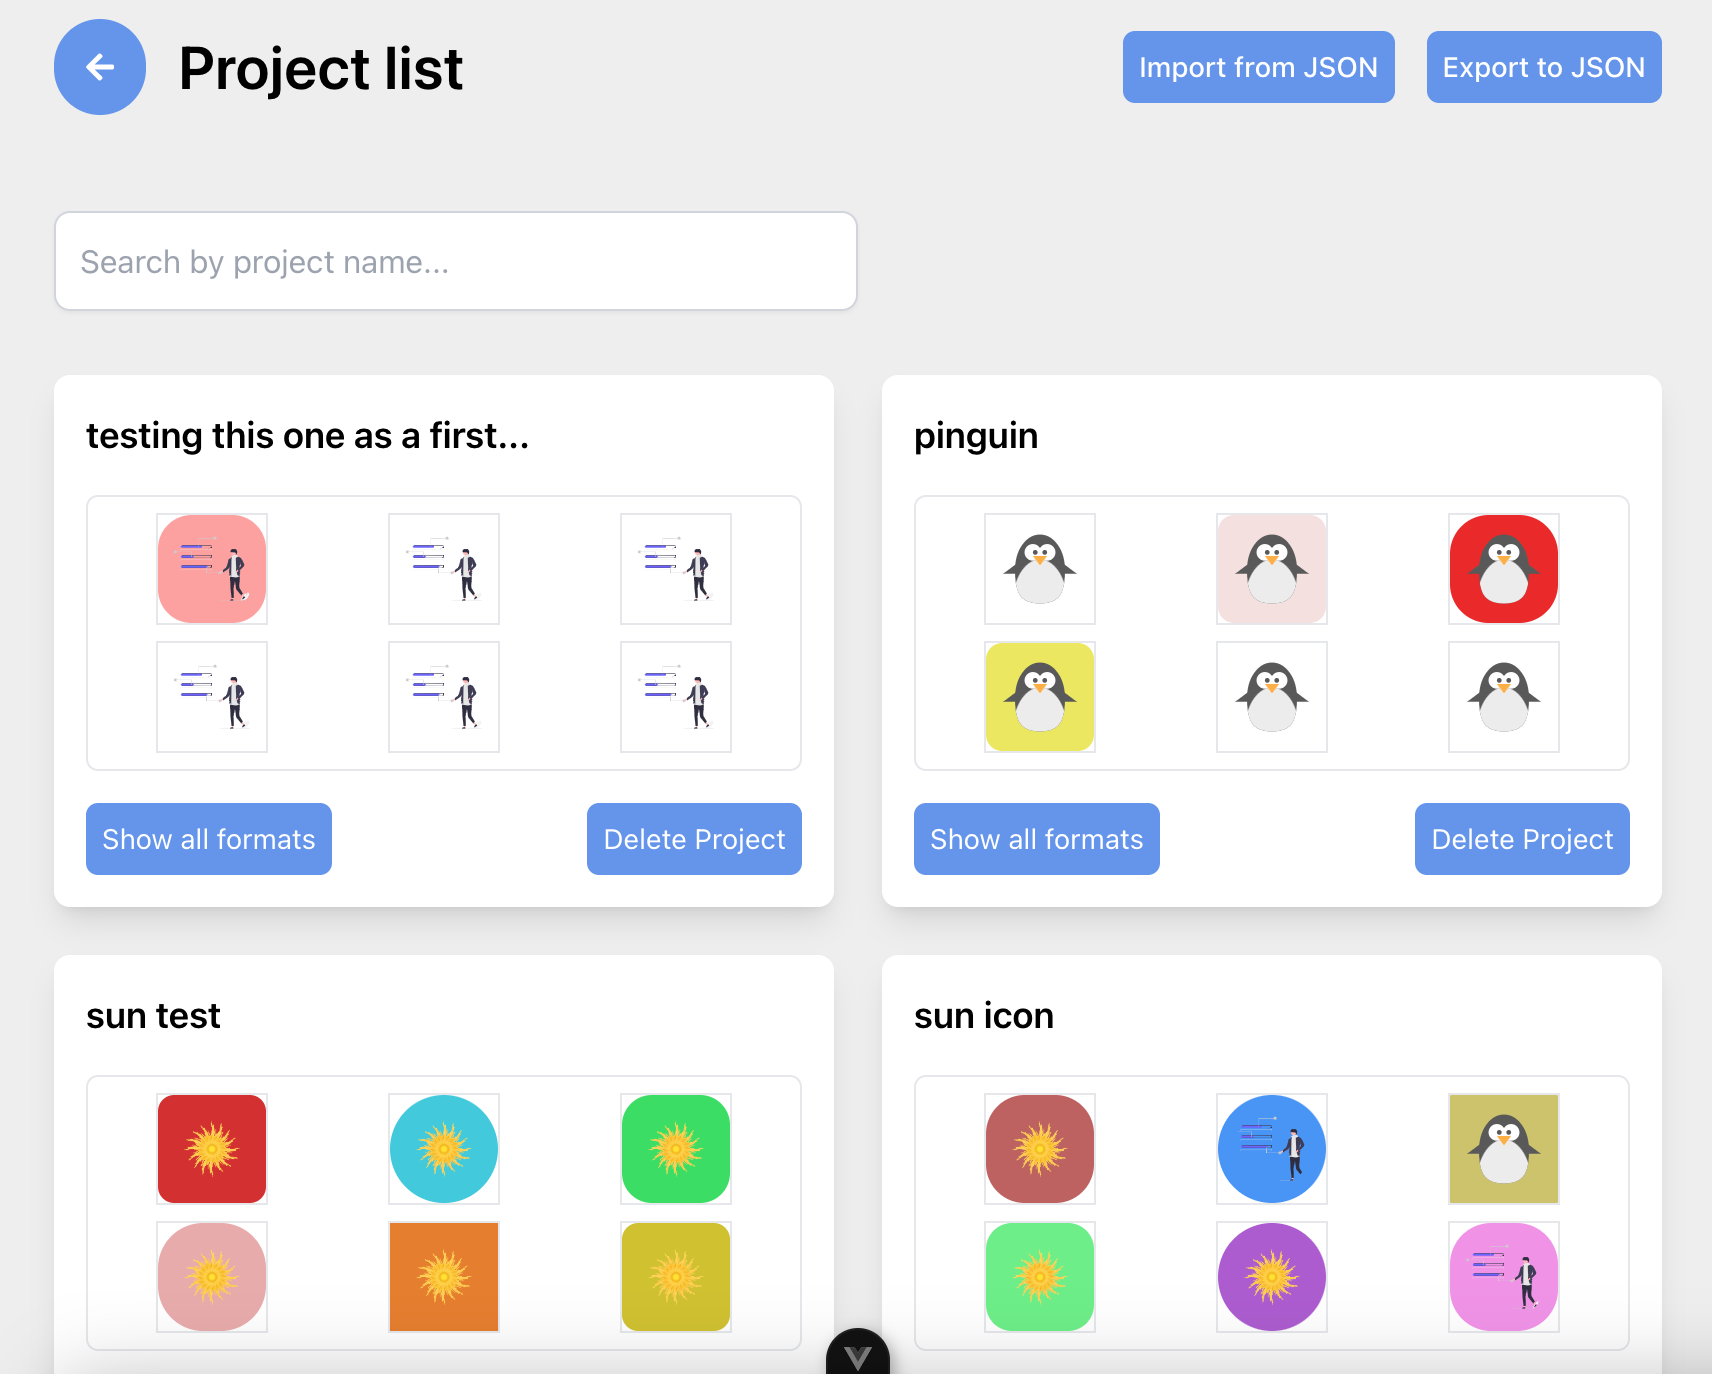 Project list
Import from JSON
Export to JSON
Search by project name...
testing this one as a first...
pinguin
Show all formats
Delete Project
Show all formats
Delete Project
sun test
sun icon